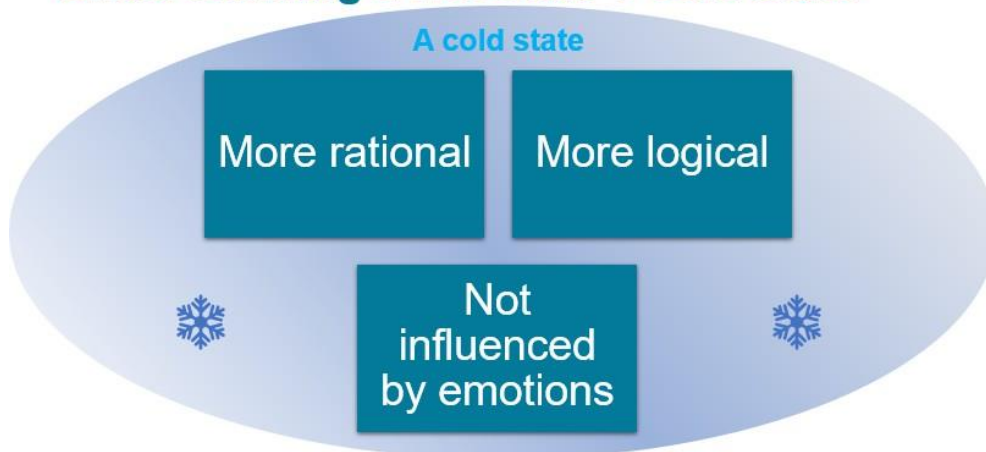 A cold state
More rational
More logical
Not
influenced
by emotions